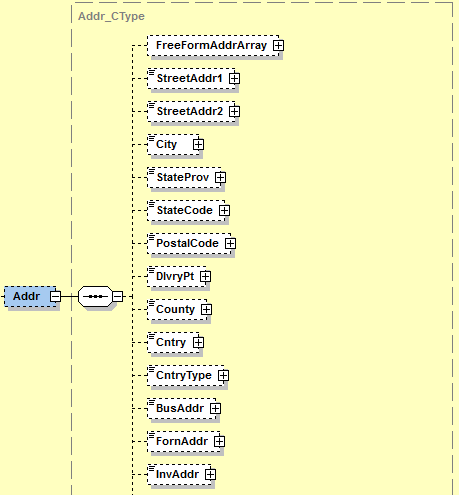 Addr_CType
FreeFormAddrArray
StreetAddr1
StreetAddr2
City
StateProv
StateCode
PostalCode
DlvryPt
Addr
County
Cntry
CntryType
BusAddr
FornAddr
InvAddr